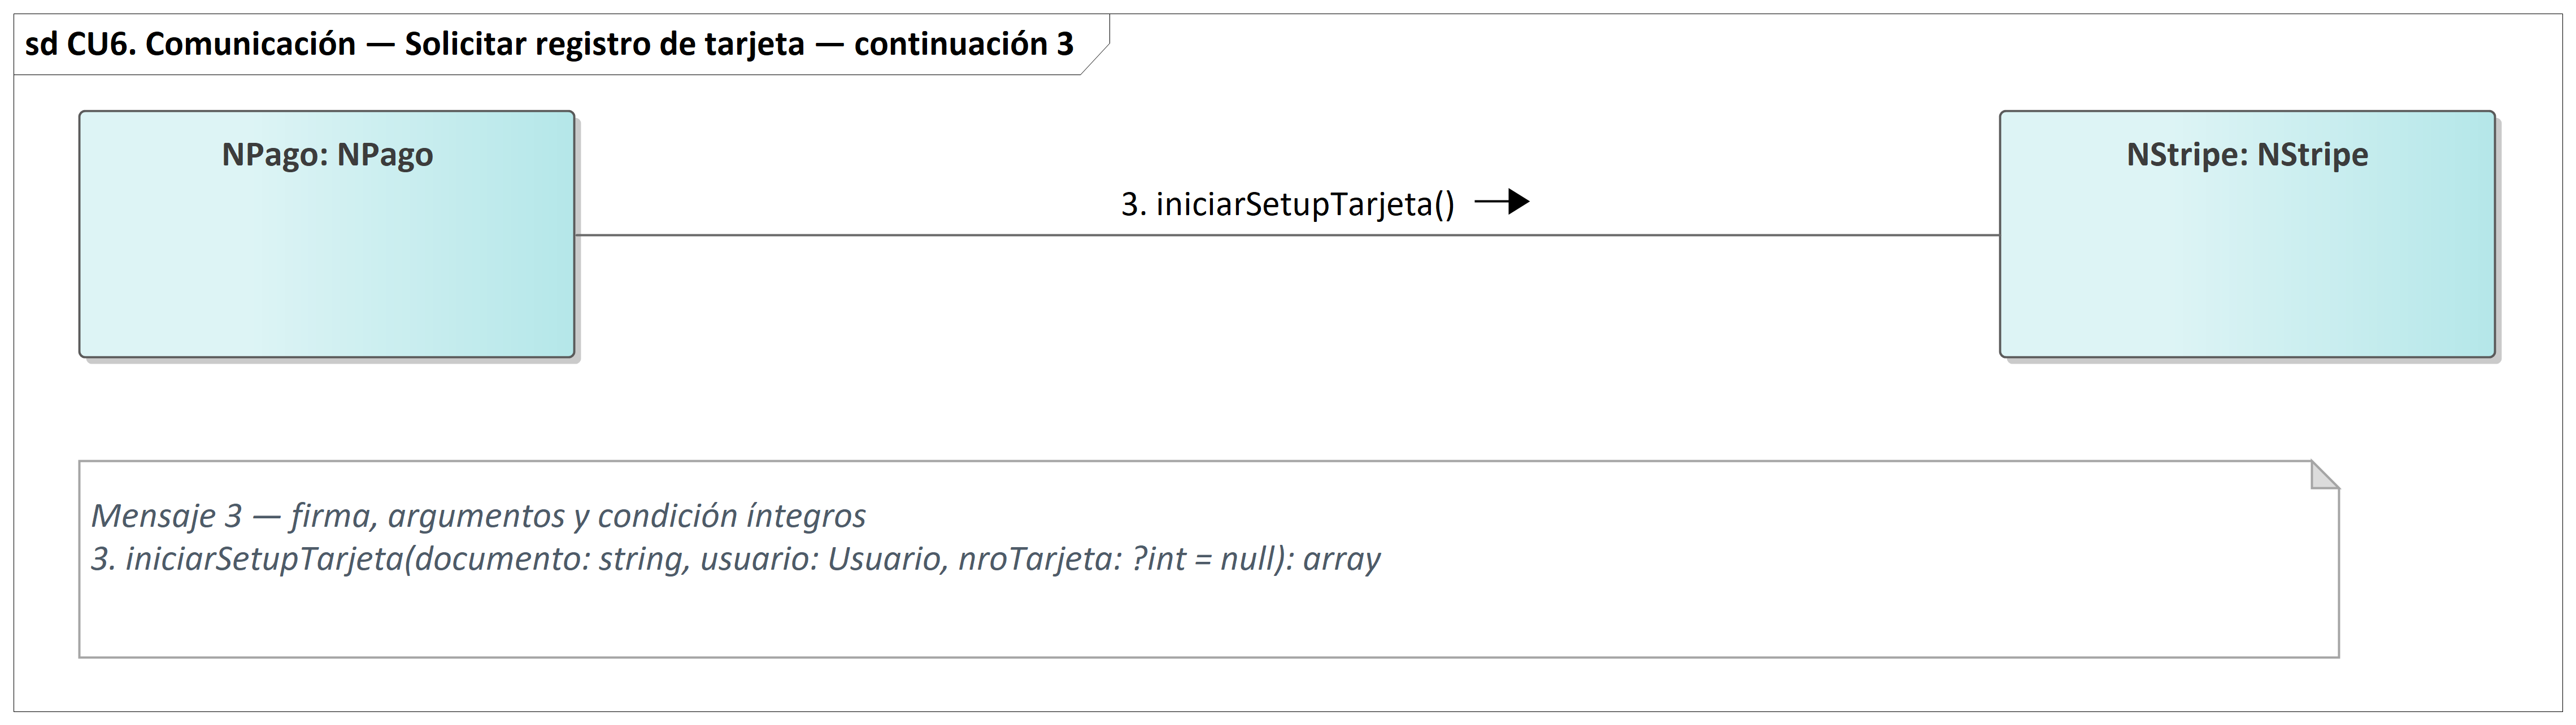 sd CU6. Comunicación — Solicitar registro de tarjeta — continuación 3
NPago: NPago
NStripe: NStripe
3. iniciarSetupTarjeta()
Mensaje 3 — firma, argumentos y condición íntegros
3. iniciarSetupTarjeta(documento: string, usuario: Usuario, nroTarjeta: ?int = null): array